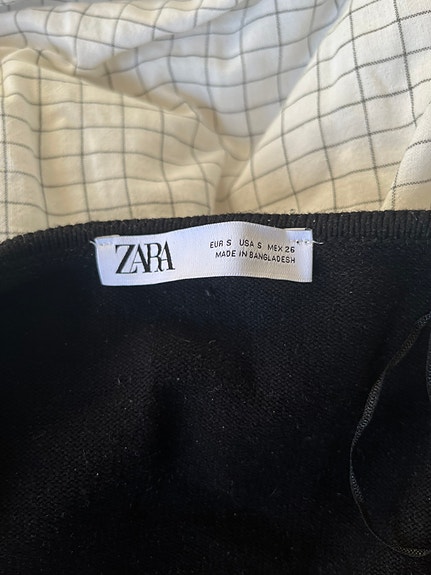 ZARA
EUR S USA S MEX 26
MADE IN BANGLADESH